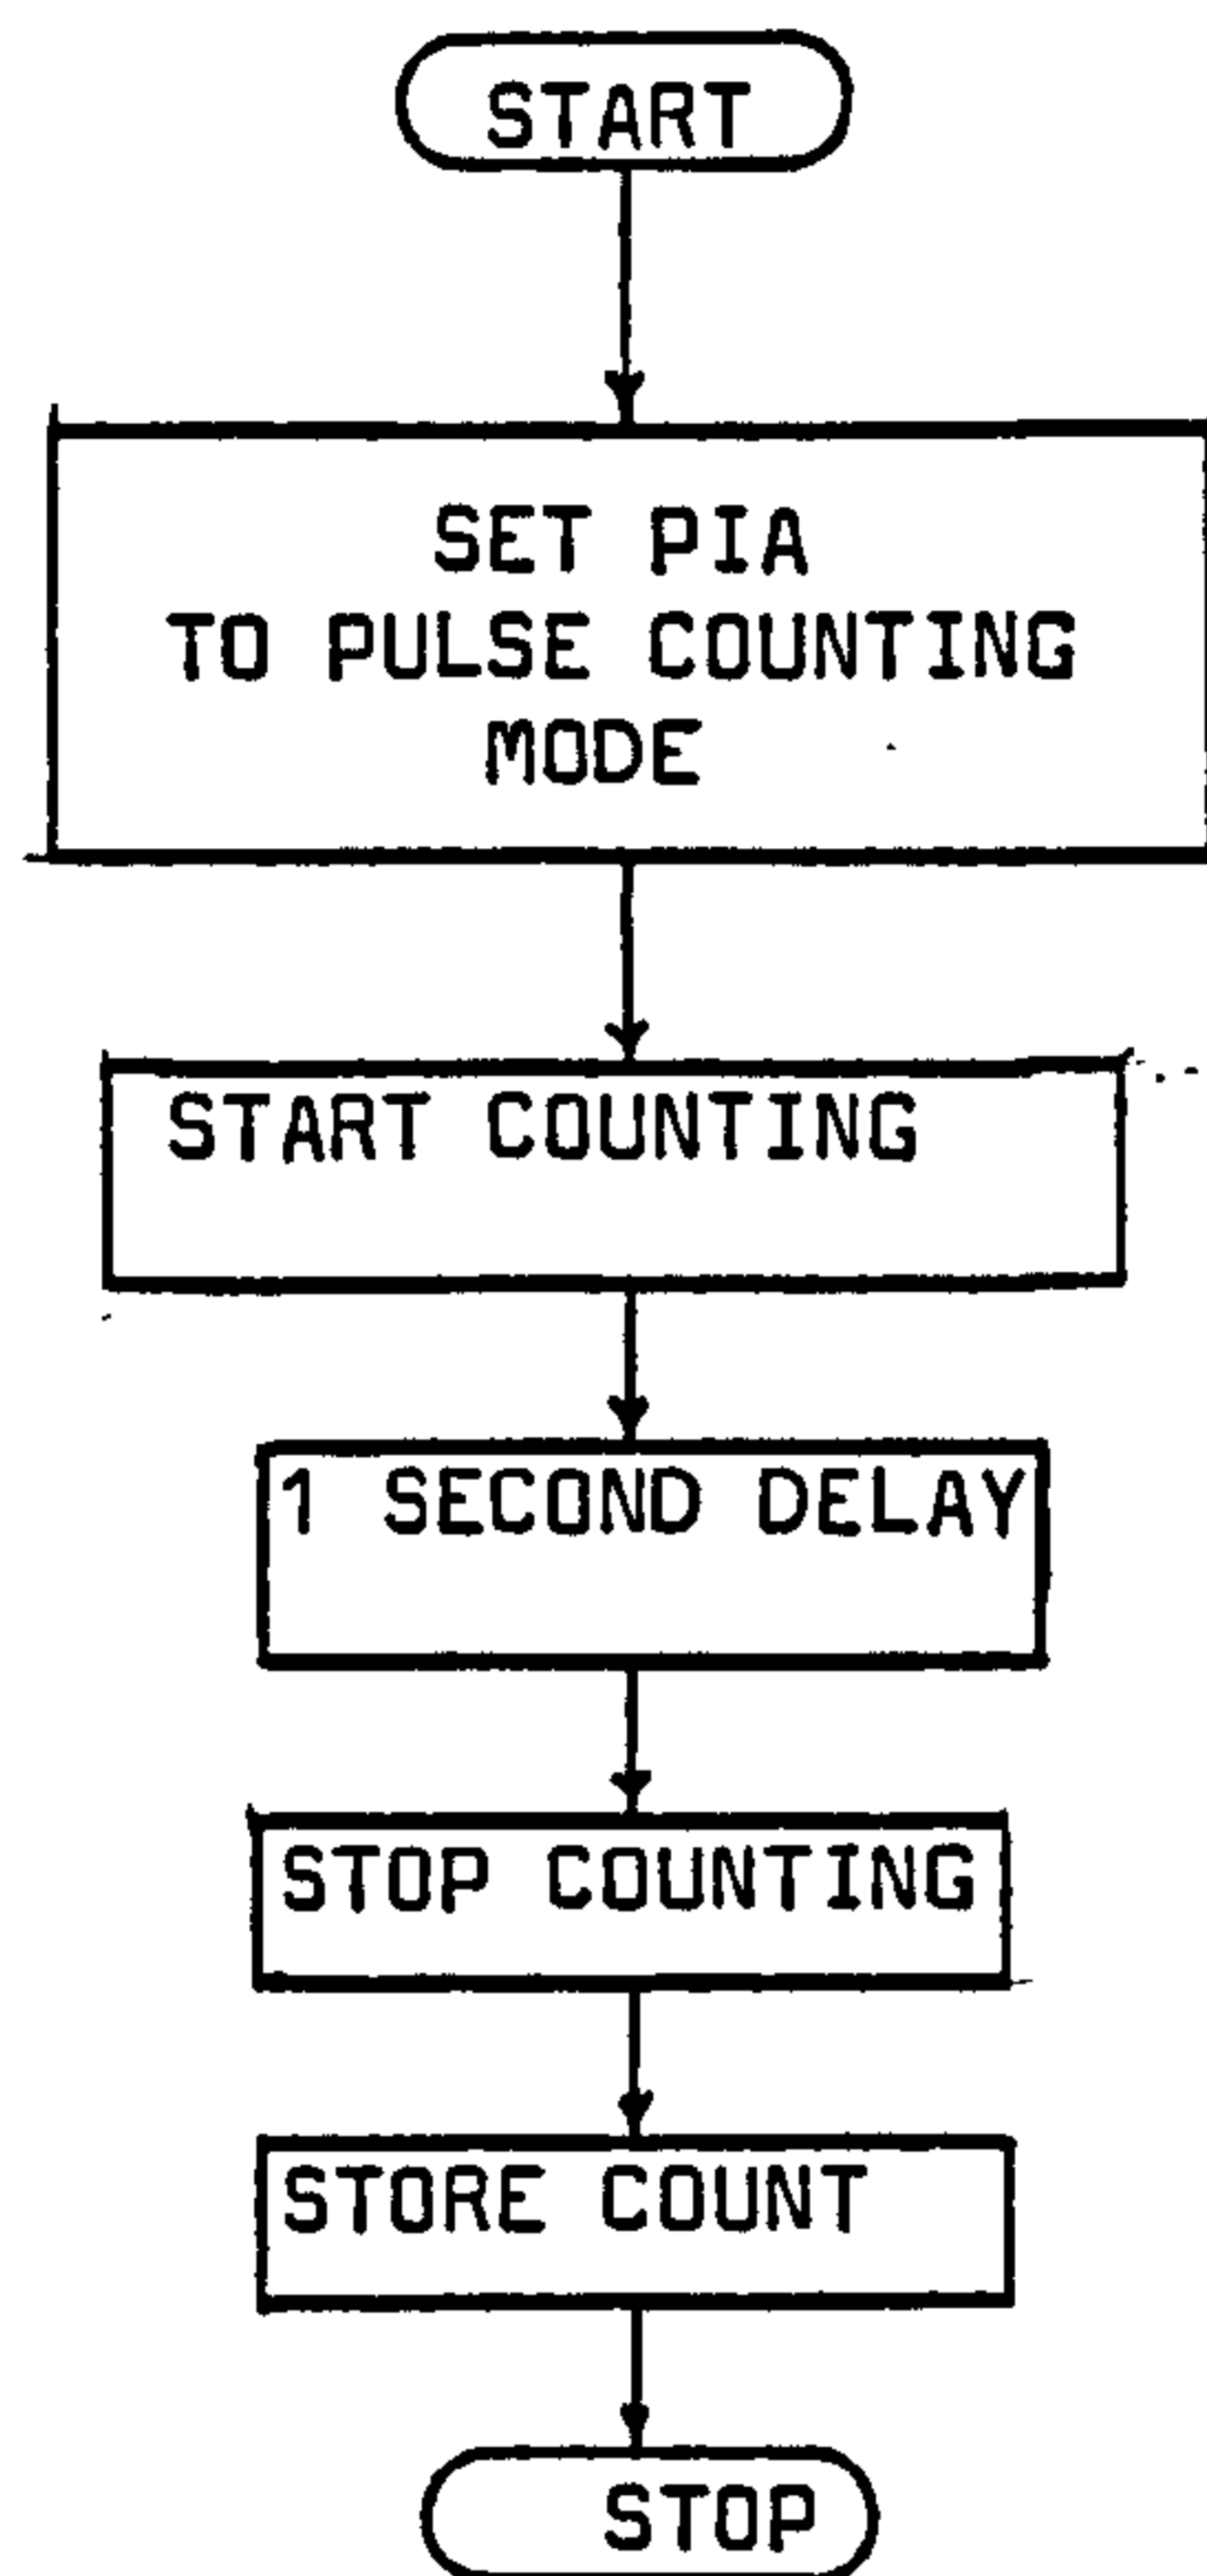 START
SET PIA
TO PULSE COUNTING
MODE
START COUNTING
1 SECOND DELAY
STOP COUNTING
STORE COUNT
STOP